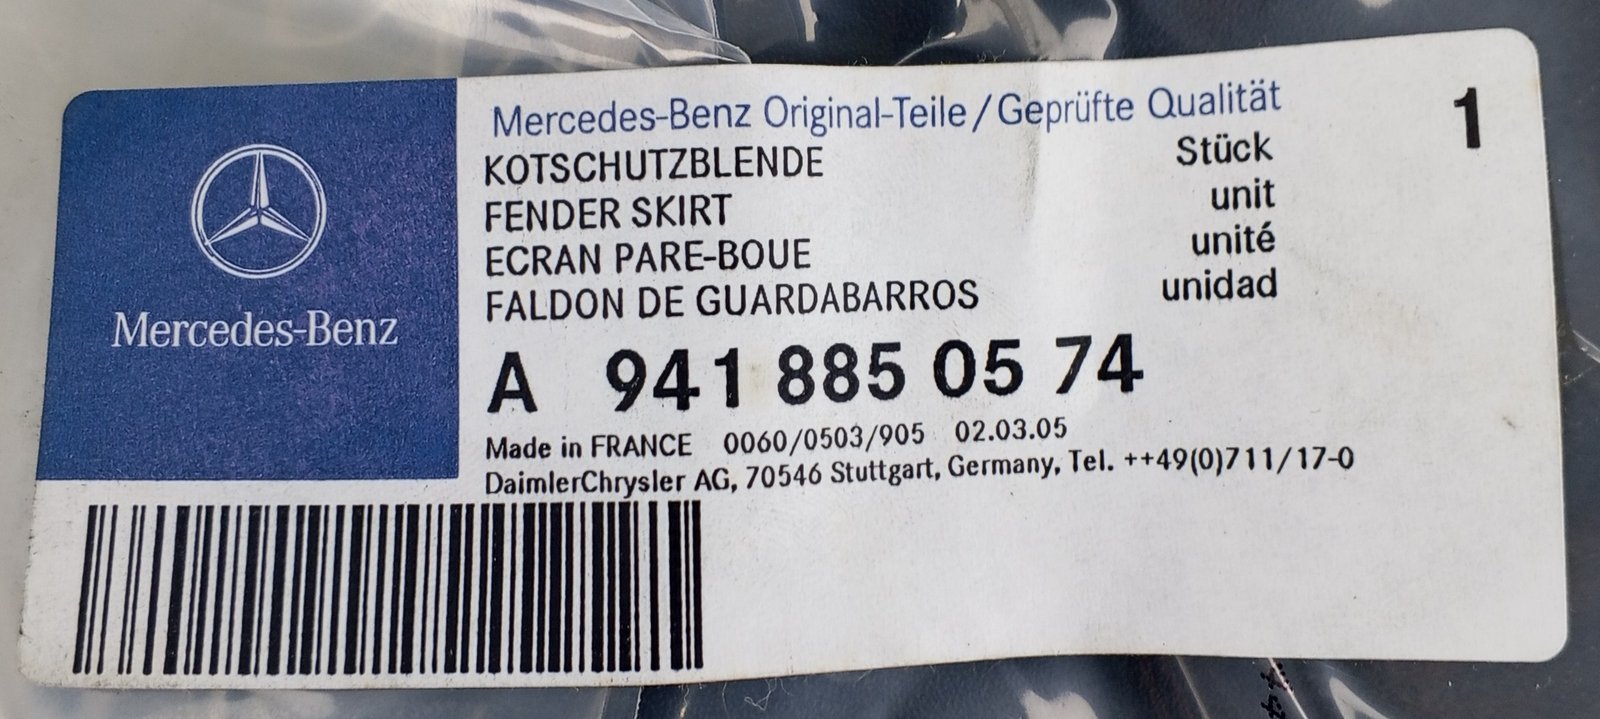 Mercedes-Benz
Mercedes-Benz Original-Teile/Geprüfte Qualität
KOTSCHUTZBLENDE Stück 1
FENDER SKIRT unit
ECRAN PARE-BOUE unité
FALDON DE GUARDABARROS unidad
A 941 885 05 74
Made in FRANCE 0060/0503/905 02.03.05
DaimlerChrysler AG, 70546 Stuttgart, Germany, Tel. ++49(0)711/17-0